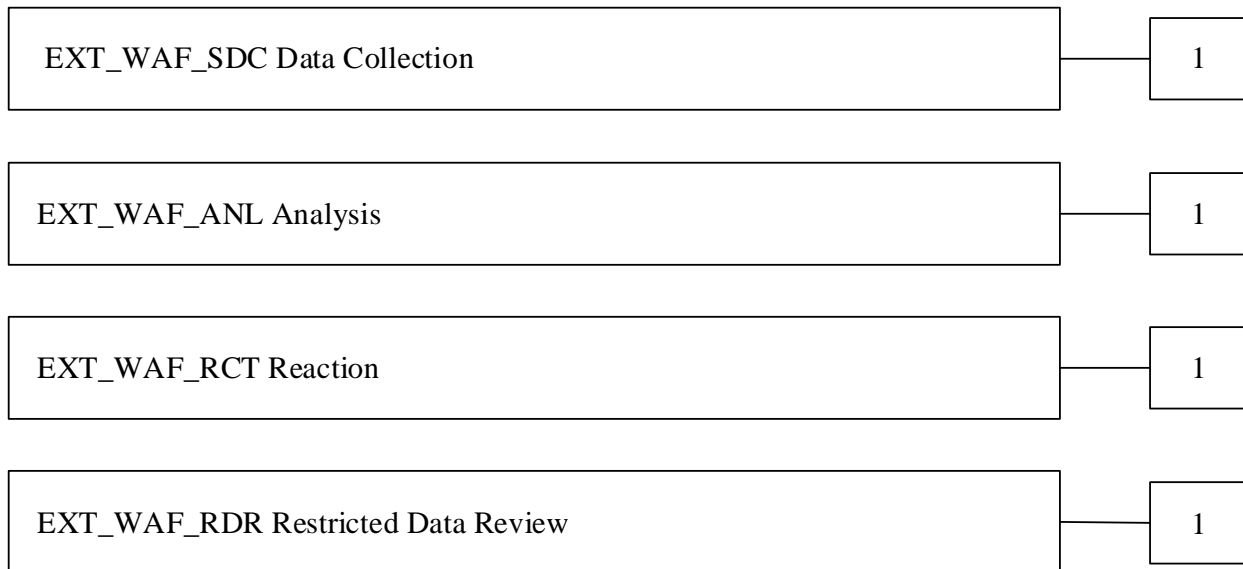 EXT_WAF_SDC Data Collection 1
EXT_WAF_ANL Analysis 1
EXT_WAF_RCT Reaction 1
EXT_WAF_RDR Restricted Data Review 1